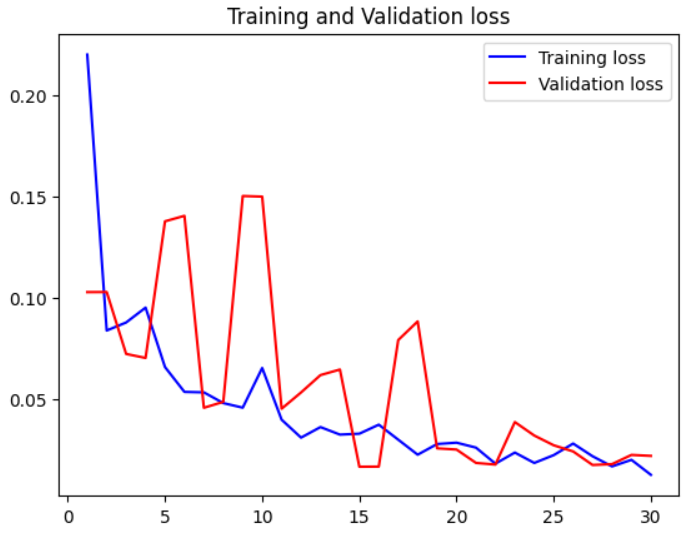 Training and Validation loss
Training loss
Validation loss
0.20
0.15
0.10
0.05
0 5 10 15 20 25 30